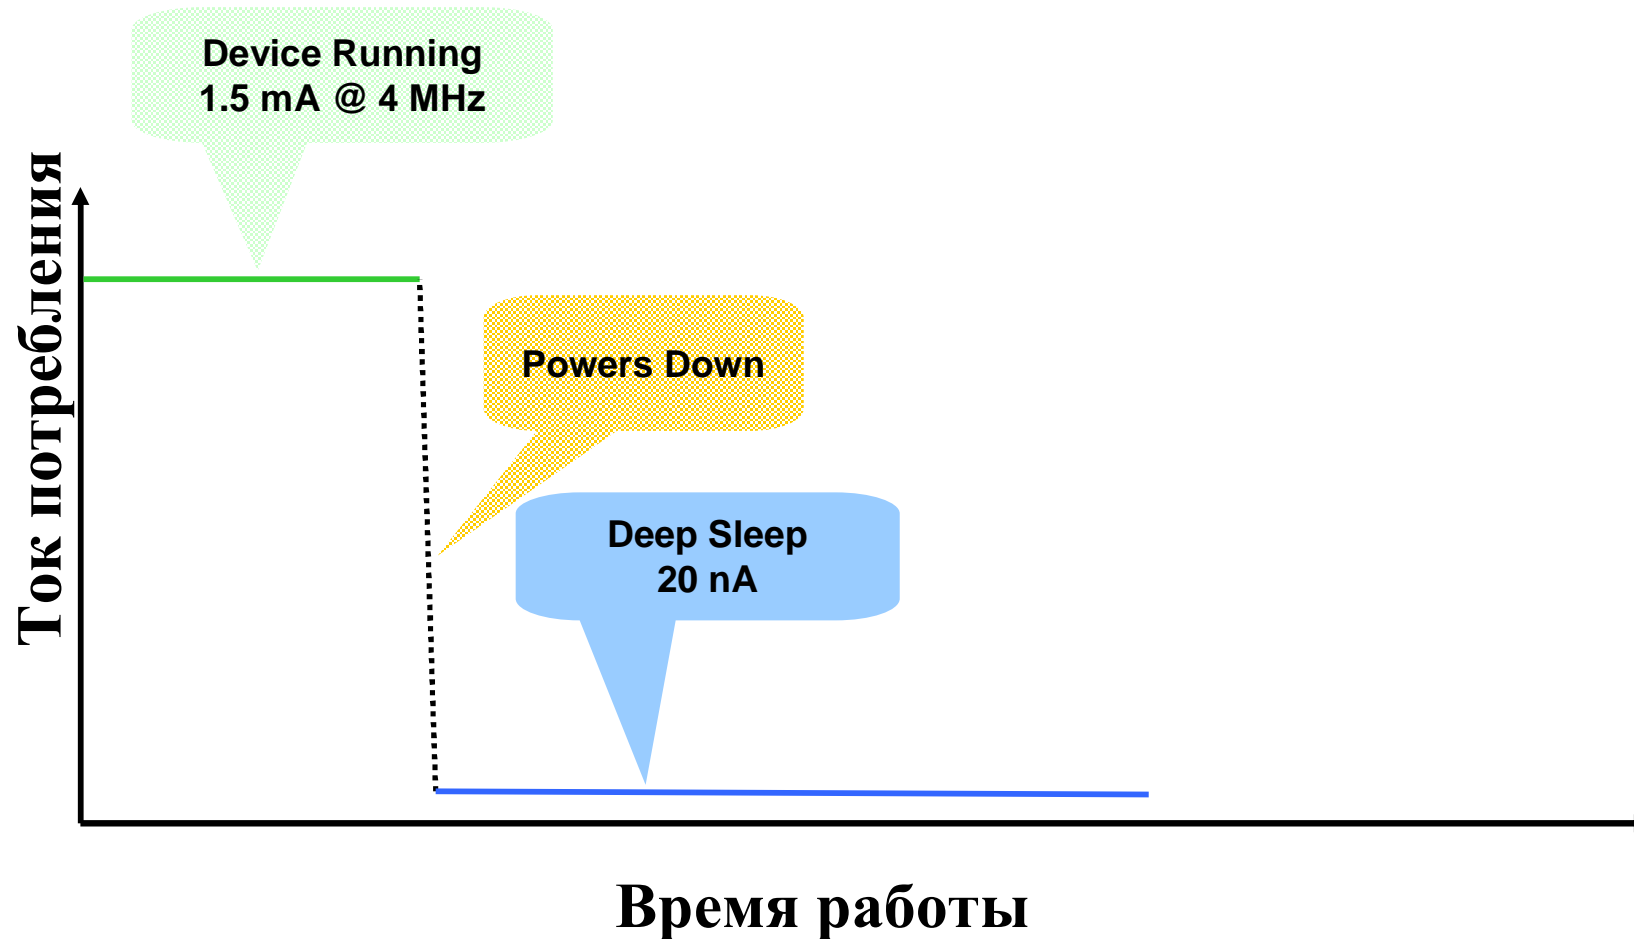 Device Running
1.5 mA @ 4 MHz
Ток потребления
Powers Down
Deep Sleep
20 nA
Время работы